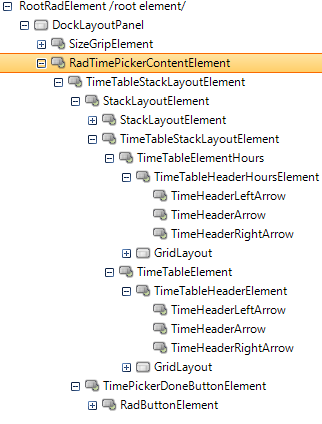 RootRadElement /root element/
DockLayoutPanel
SizeGripElement
RadTimePickerContentElement
TimeTableStackLayoutElement
StackLayoutElement
StackLayoutElement
TimeTableStackLayoutElement
TimeTableElementHours
TimeTableHeaderHoursElement
TimeHeaderLeftArrow
TimeHeaderArrow
TimeHeaderRightArrow
GridLayout
TimeTableElement
TimeTableHeaderElement
TimeHeaderLeftArrow
TimeHeaderArrow
TimeHeaderRightArrow
GridLayout
TimePickerDoneButtonElement
RadButtonElement